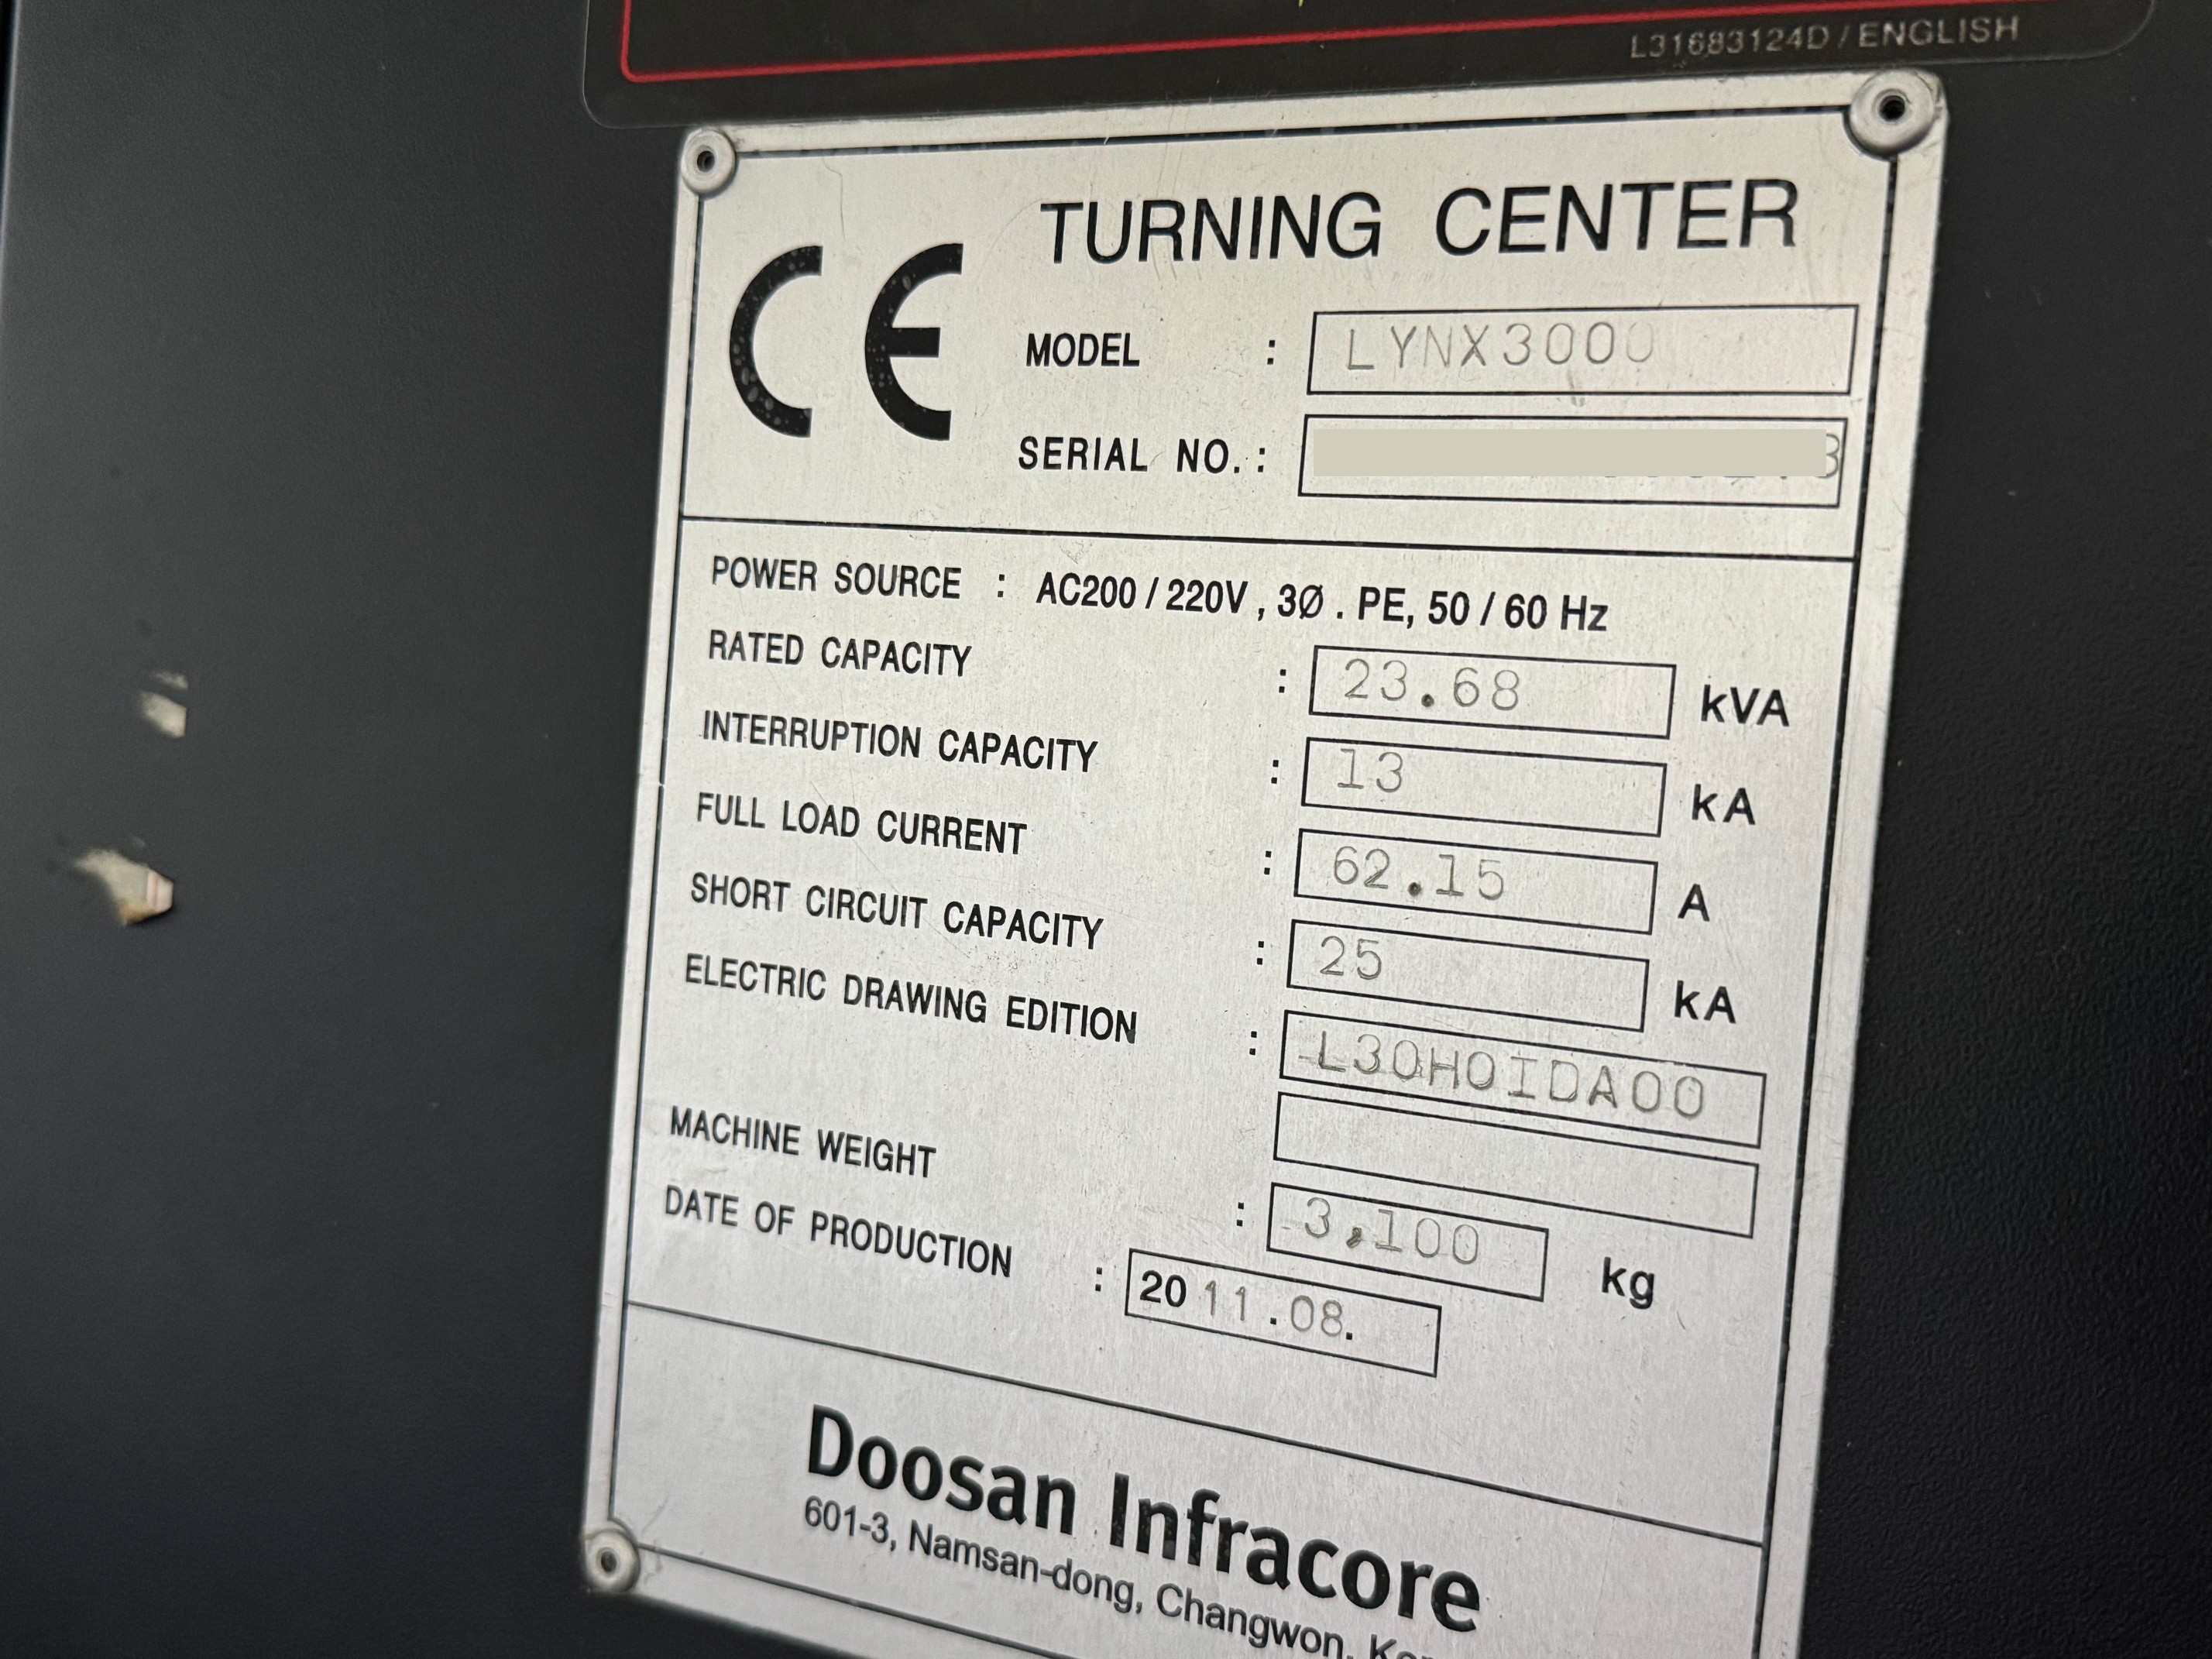 L31683124D / ENGLISH
CE TURNING CENTER
MODEL : LYNX3000
SERIAL NO. :
POWER SOURCE : AC200 / 220V , 3Ø . PE, 50 / 60 Hz
RATED CAPACITY : 23.68 kVA
INTERRUPTION CAPACITY : 13 kA
FULL LOAD CURRENT : 62.15 A
SHORT CIRCUIT CAPACITY : 25 kA
ELECTRIC DRAWING EDITION : L30H0IDA00
MACHINE WEIGHT : 3,100 kg
DATE OF PRODUCTION : 2011.08.
Doosan Infracore
601-3, Namsan-dong, Changwon,